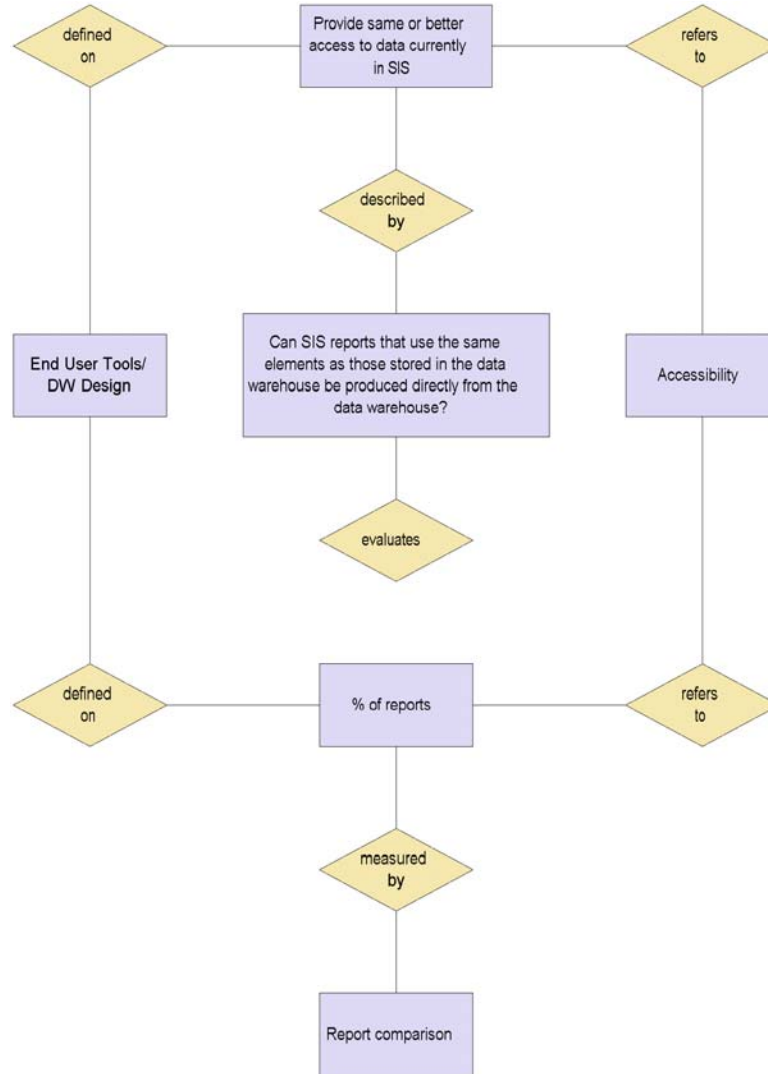 defined
on
Provide same or better
access to data currently
in SIS
refers
to
described
by
End User Tools/
DW Design
Can SIS reports that use the same
elements as those stored in the data
warehouse be produced directly from the
data warehouse?
Accessibility
evaluates
defined
on
% of reports
refers
to
measured
by
Report comparison